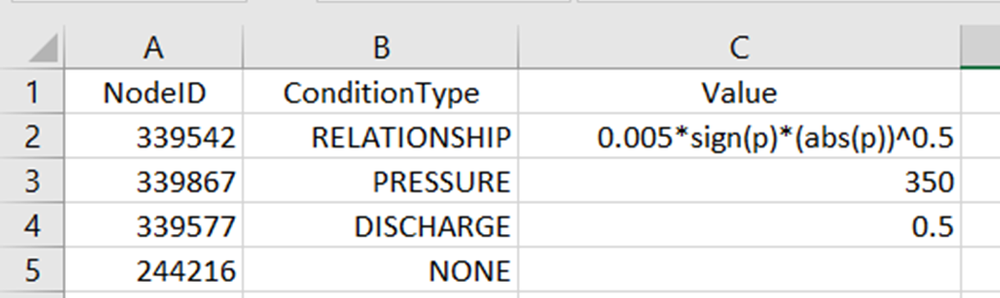 A B C
1 NodeID ConditionType Value
2 339542 RELATIONSHIP 0.005*sign(p)*(abs(p))^0.5
3 339867 PRESSURE 350
4 339577 DISCHARGE 0.5
5 244216 NONE